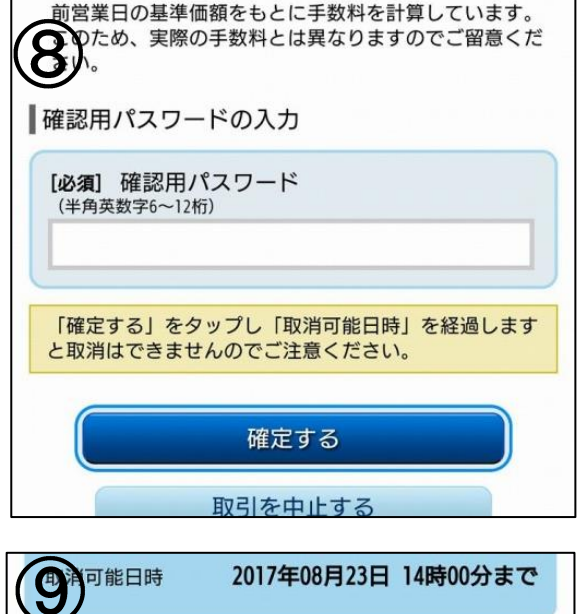 前営業日の基準価額をもとに手数料を計算しています。
⑧のため、実際の手数料とは異なりますのでご留意くだ
い。
確認用パスワードの入力
[必須] 確認用パスワード
（半角英数字6～12桁）
「確定する」をタップし「取消可能日時」を経過します
と取消はできませんのでご注意ください。
確定する
取引を中止する
⑨消可能日時 2017年08月23日 14時00分まで